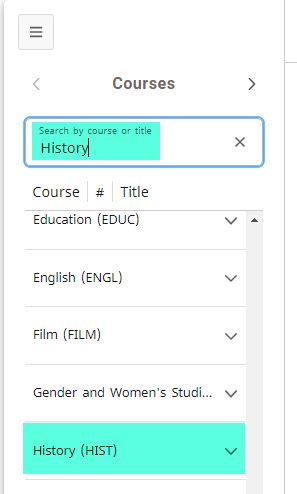 Courses
Search by course or title
History
Course # Title
Education (EDUC)
English (ENGL)
Film (FILM)
Gender and Women's Studi...
History (HIST)